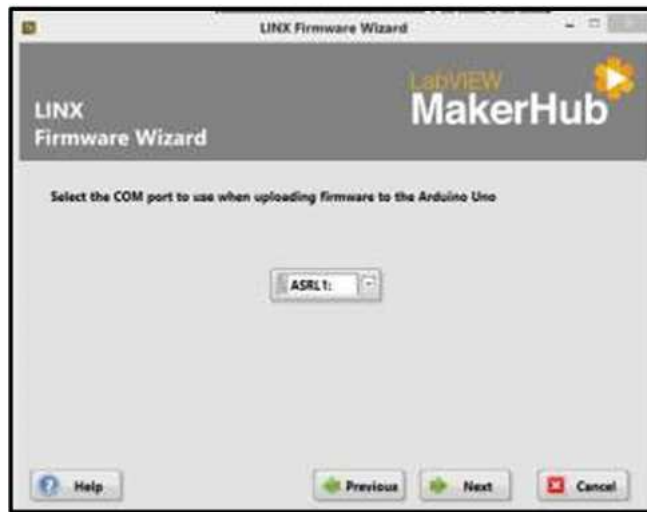 LINX Firmware Wizard
LabVIEW
MakerHub
LINX
Firmware Wizard
Select the COM port to use when uploading firmware to the Arduino Uno
ASRL1:
Help
Previous
Next
Cancel